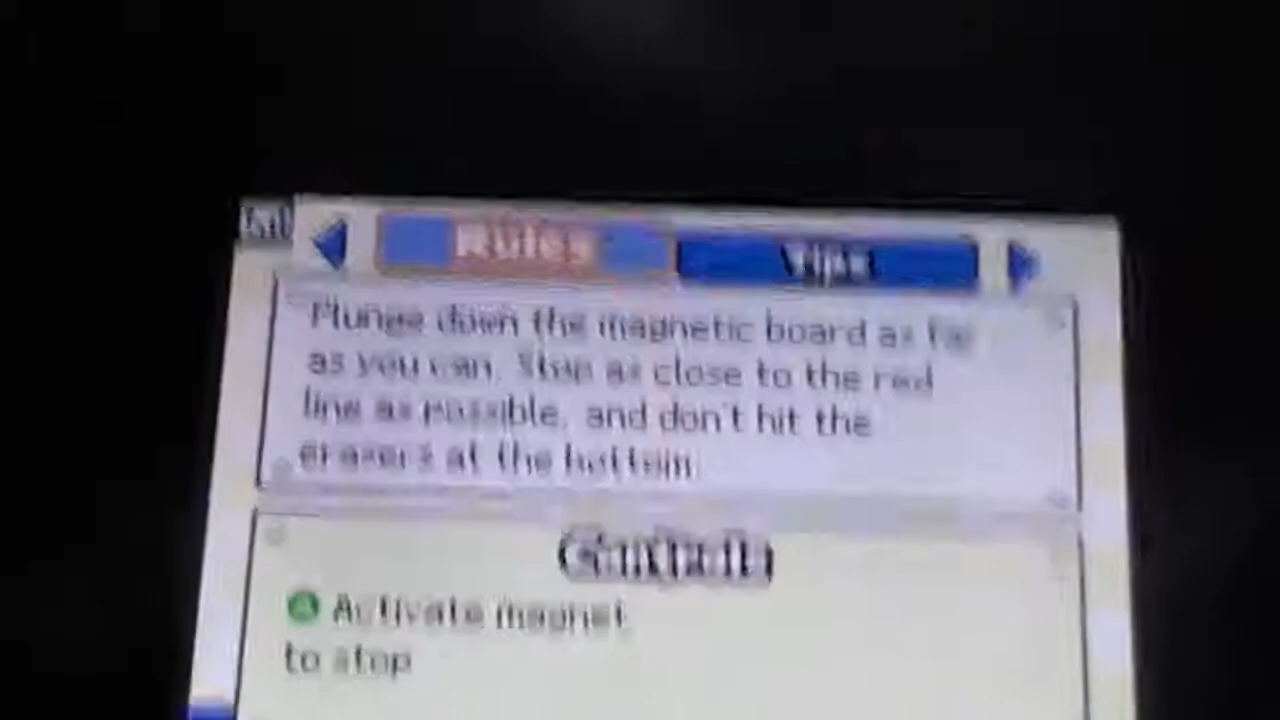 Rules
Tips
Plunge down the magnetic board as far
as you can. Stop as close to the red
line as possible, and don't hit the
erasers at the bottom.
Controls
A Activate magnet
to stop